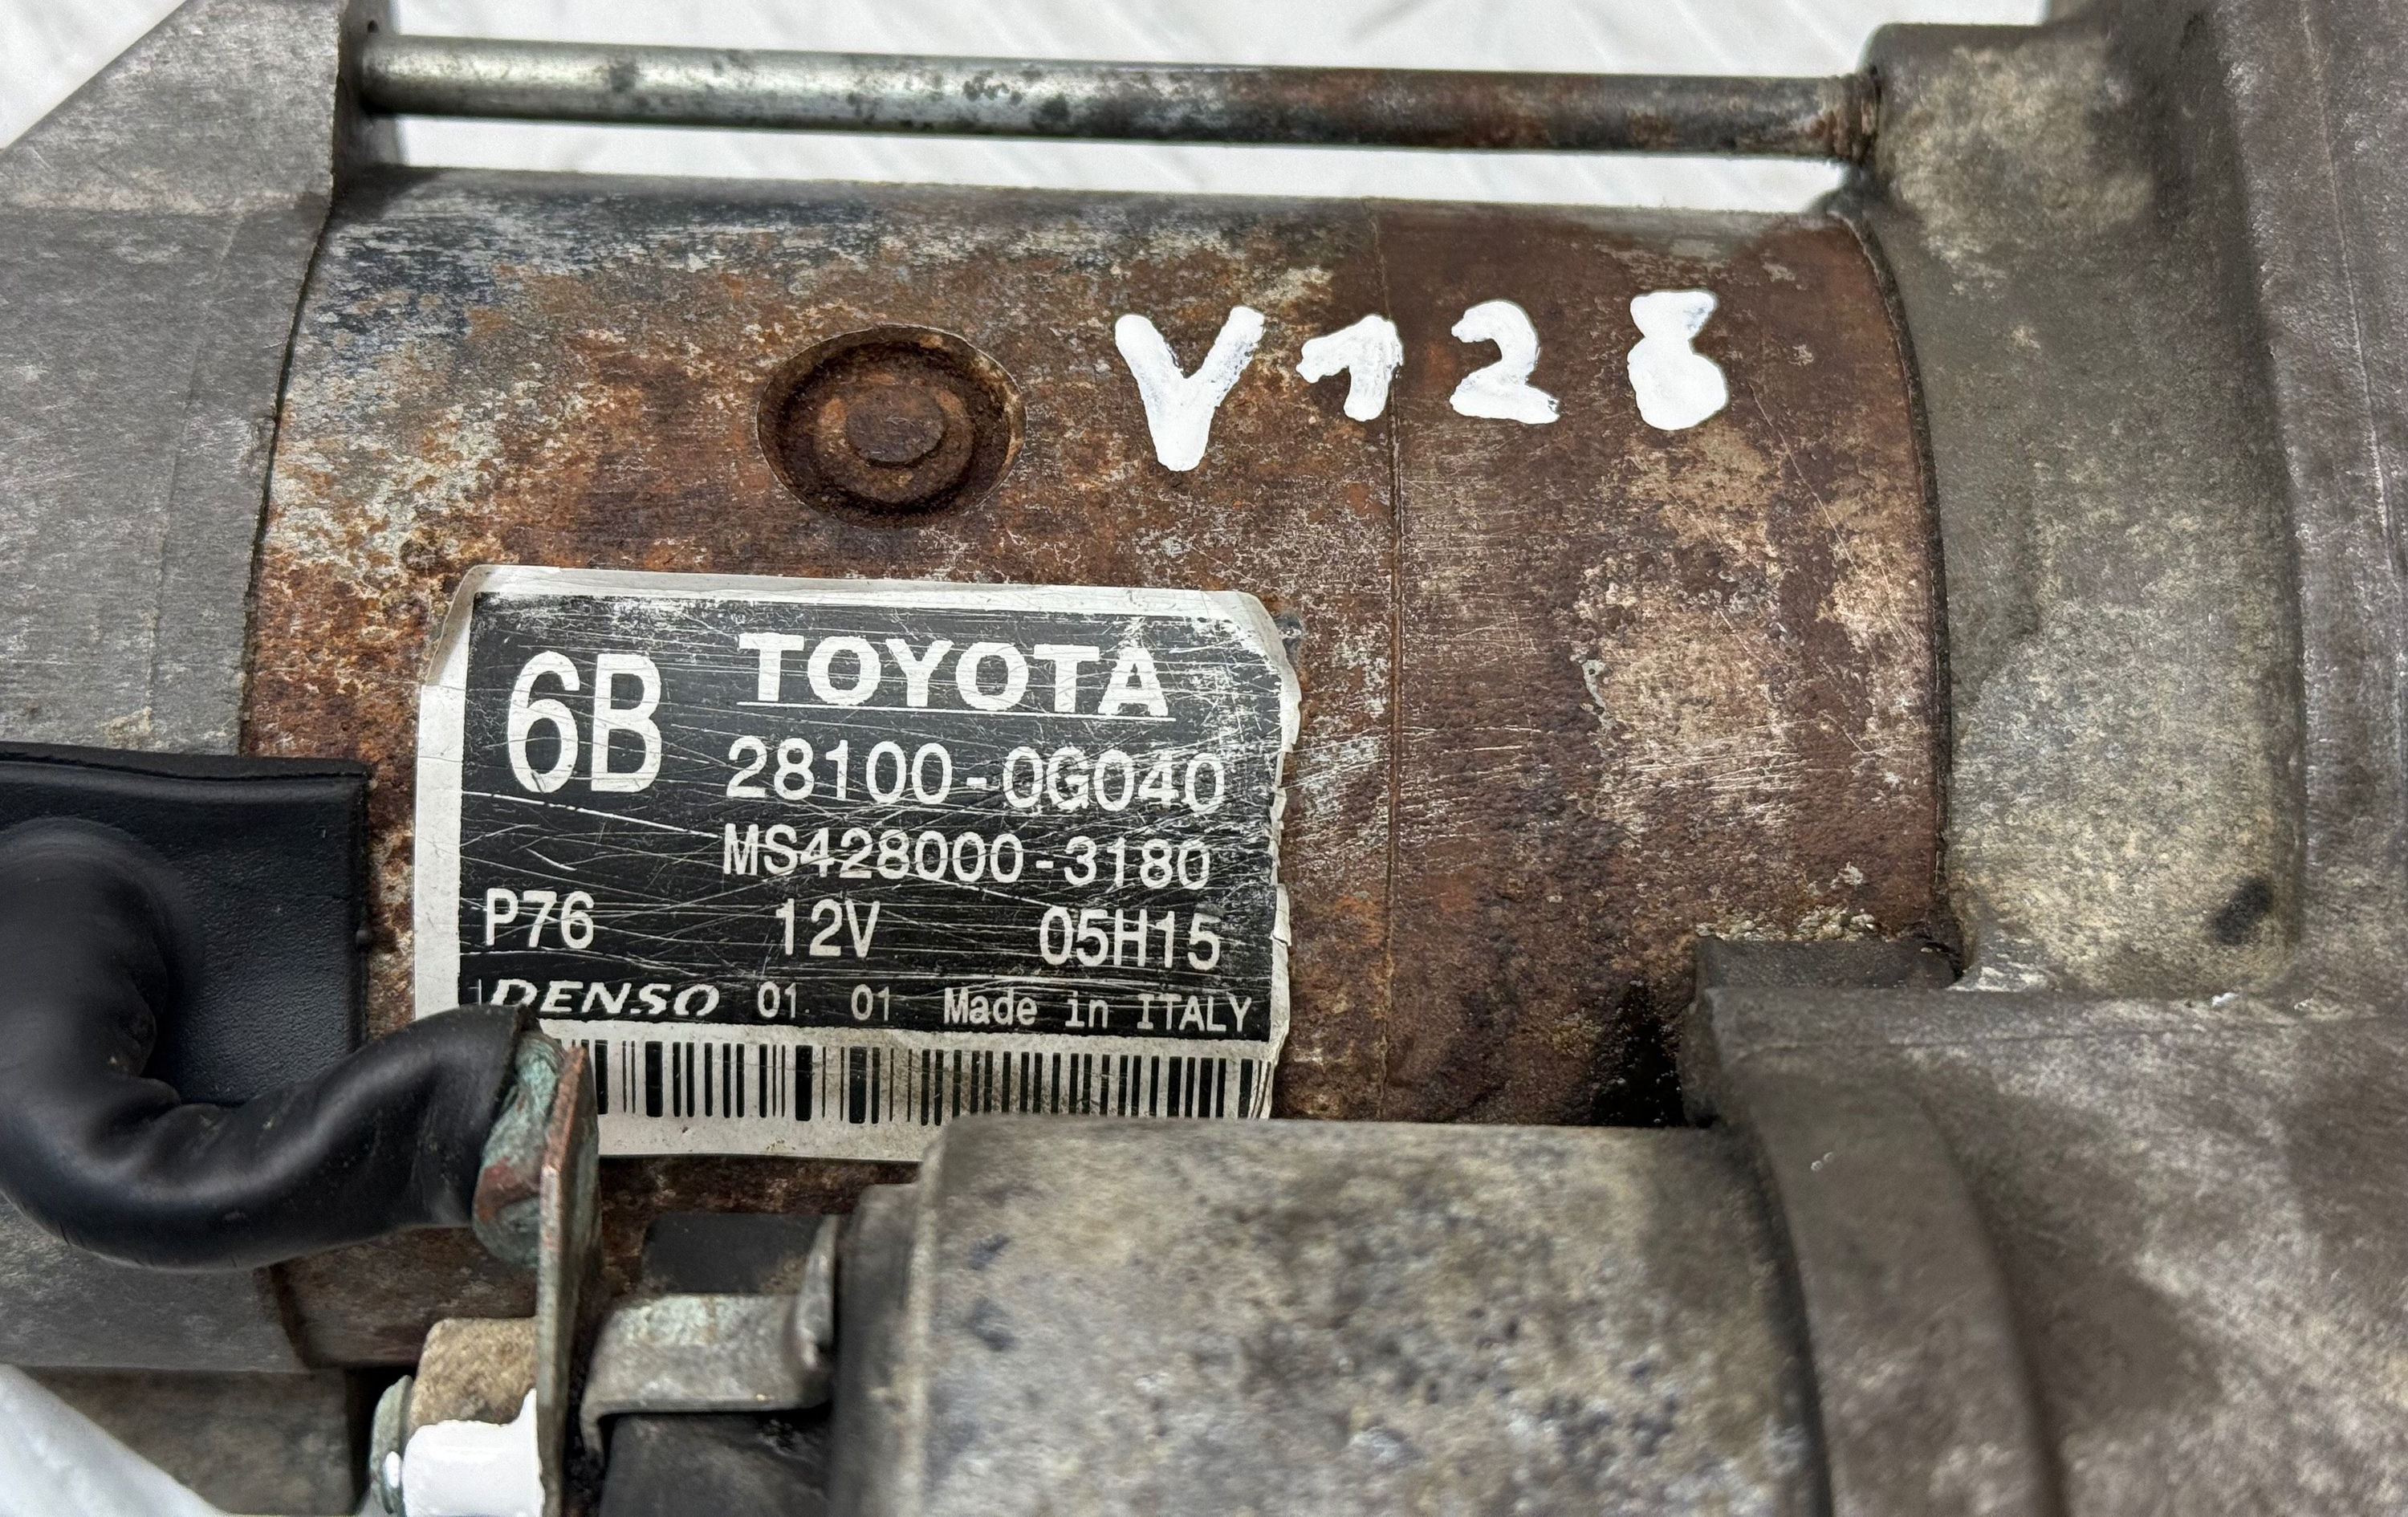 V128
6B TOYOTA
28100-0G040
MS428000-3180
P76 12V 05H15
DENSO 01 01 Made in ITALY